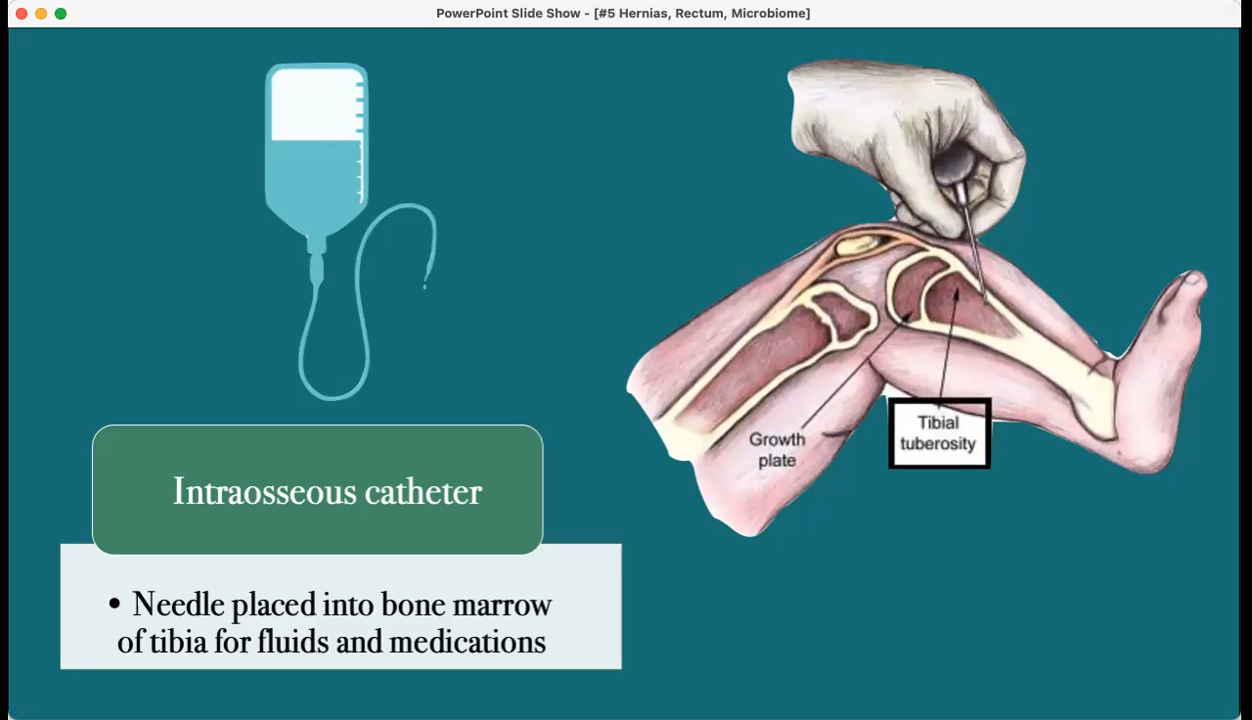 PowerPoint Slide Show - [#5 Hernias, Rectum, Microbiome]
Intraosseous catheter
• Needle placed into bone marrow
of tibia for fluids and medications
Growth
plate
Tibial
tuberosity